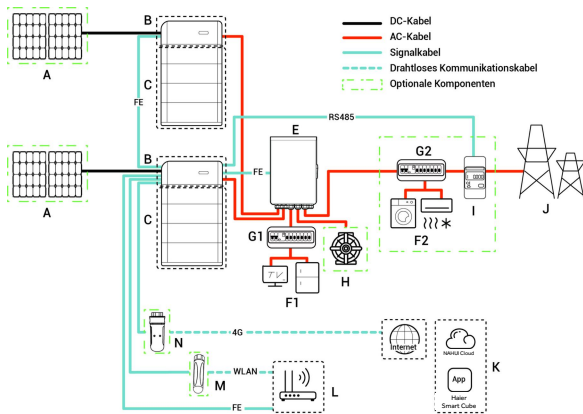 DC-Kabel
AC-Kabel
Signalkabel
Drahtloses Kommunikationskabel
Optionale Komponenten
B
A
C
FE
RS485
E
B
FE
G2
A
C
I
J
G1
F2
TV
H
F1
N
4G
Internet
NAHUI Cloud
K
M
WLAN
L
App
Haier
Smart Cube
FE